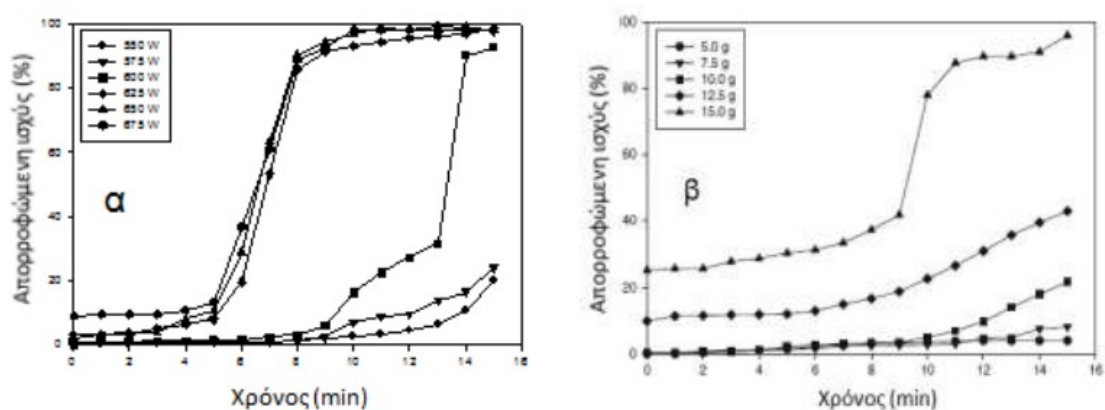 α
Απορροφώμενη ισχύς (%)
100
80
60
40
20
0
550 W
575 W
600 W
625 W
650 W
675 W
0 2 4 6 8 10 12 14 16
Χρόνος (min)
β
Απορροφώμενη ισχύς (%)
100
80
60
40
20
0
5.0 g
7.5 g
10.0 g
12.5 g
15.0 g
0 2 4 6 8 10 12 14 16
Χρόνος (min)